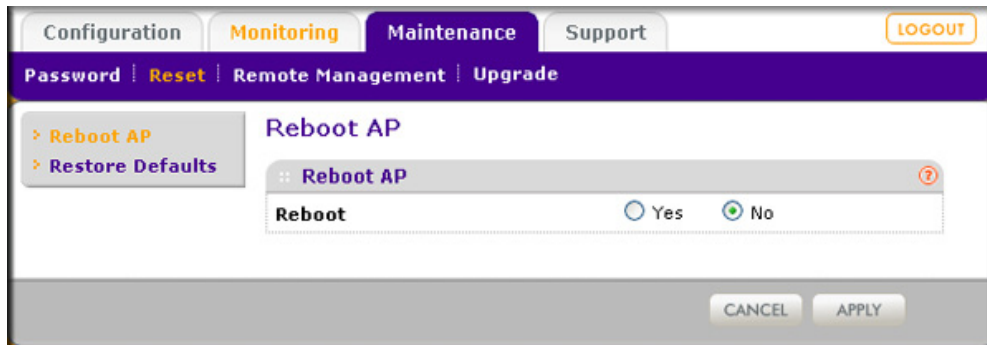 Configuration Monitoring Maintenance Support LOGOUT
Password Reset Remote Management Upgrade
Reboot AP
Restore Defaults
Reboot AP
Reboot AP ?
Reboot Yes No
CANCEL APPLY